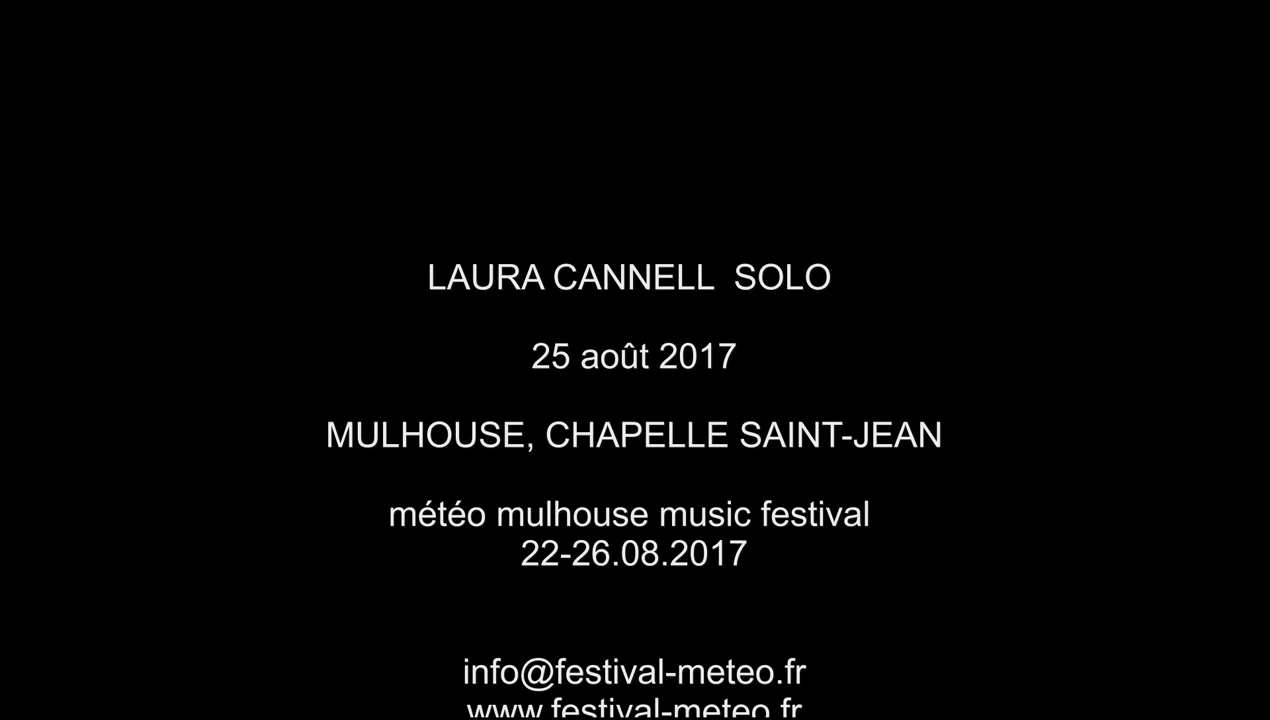 LAURA CANNELL  SOLO
25 août 2017
MULHOUSE, CHAPELLE SAINT-JEAN
météo mulhouse music festival
22-26.08.2017
info@festival-meteo.fr
www.festival-meteo.fr